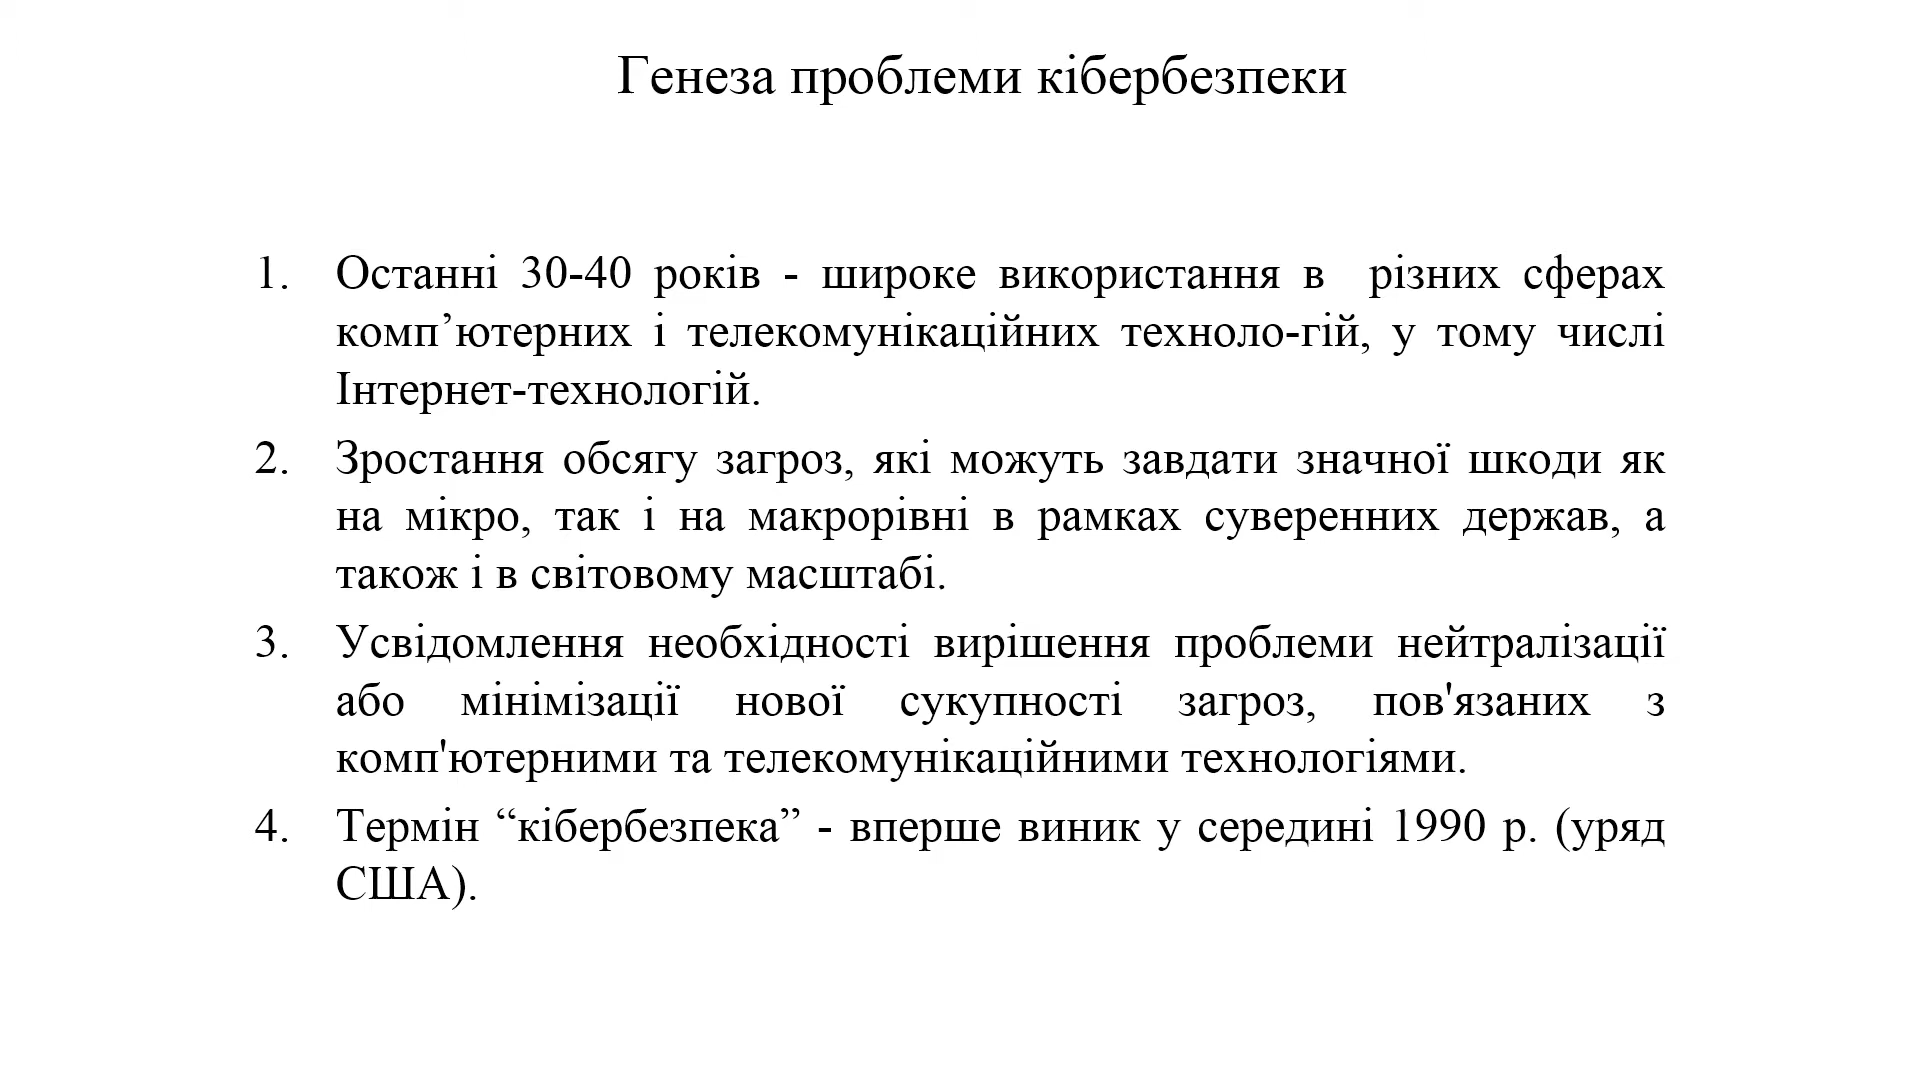 Генеза проблеми кібербезпеки
1. Останні 30-40 років - широке використання в різних сферах
комп’ютерних і телекомунікаційних техноло-гій, у тому числі
Інтернет-технологій.
2. Зростання обсягу загроз, які можуть завдати значної шкоди як
на мікро, так і на макрорівні в рамках суверенних держав, а
також і в світовому масштабі.
3. Усвідомлення необхідності вирішення проблеми нейтралізації
або мінімізації нової сукупності загроз, пов'язаних з
комп'ютерними та телекомунікаційними технологіями.
4. Термін “кібербезпека” - вперше виник у середині 1990 р. (уряд
США).